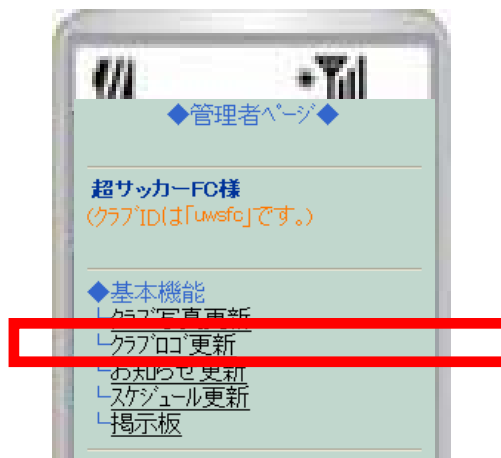 ◆管理者ﾍﾟｰｼﾞ◆
超サッカーFC様
(ｸﾗﾌﾞIDは「uwsfc」です。)
◆基本機能
└ｸﾗﾌﾞ写真更新
└ｸﾗﾌﾞﾛｺﾞ更新
└お知らせ更新
└ｽｹｼﾞｭｰﾙ更新
└掲示板